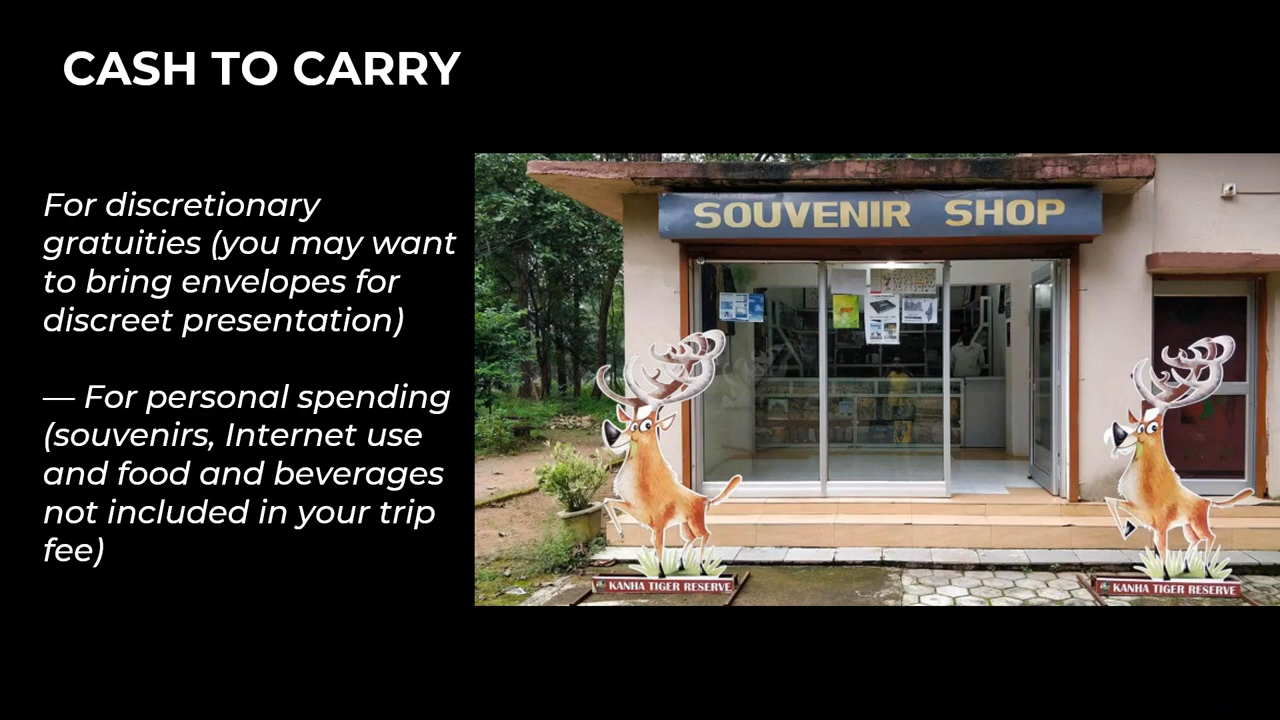 CASH TO CARRY
For discretionary
gratuities (you may want
to bring envelopes for
discreet presentation)
— For personal spending
(souvenirs, Internet use
and food and beverages
not included in your trip
fee)
SOUVENIR SHOP
KANHA TIGER RESERVE
KANHA TIGER RESERVE